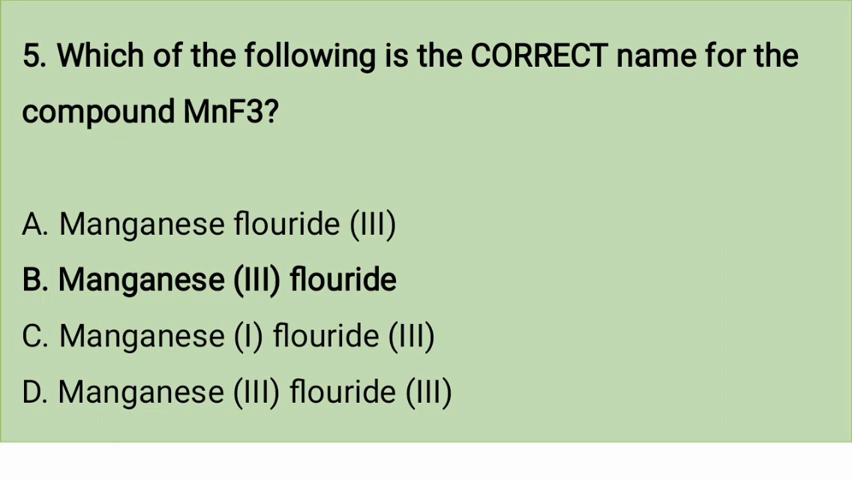 5. Which of the following is the CORRECT name for the
compound MnF3?
A. Manganese flouride (III)
B. Manganese (III) flouride
C. Manganese (I) flouride (III)
D. Manganese (III) flouride (III)